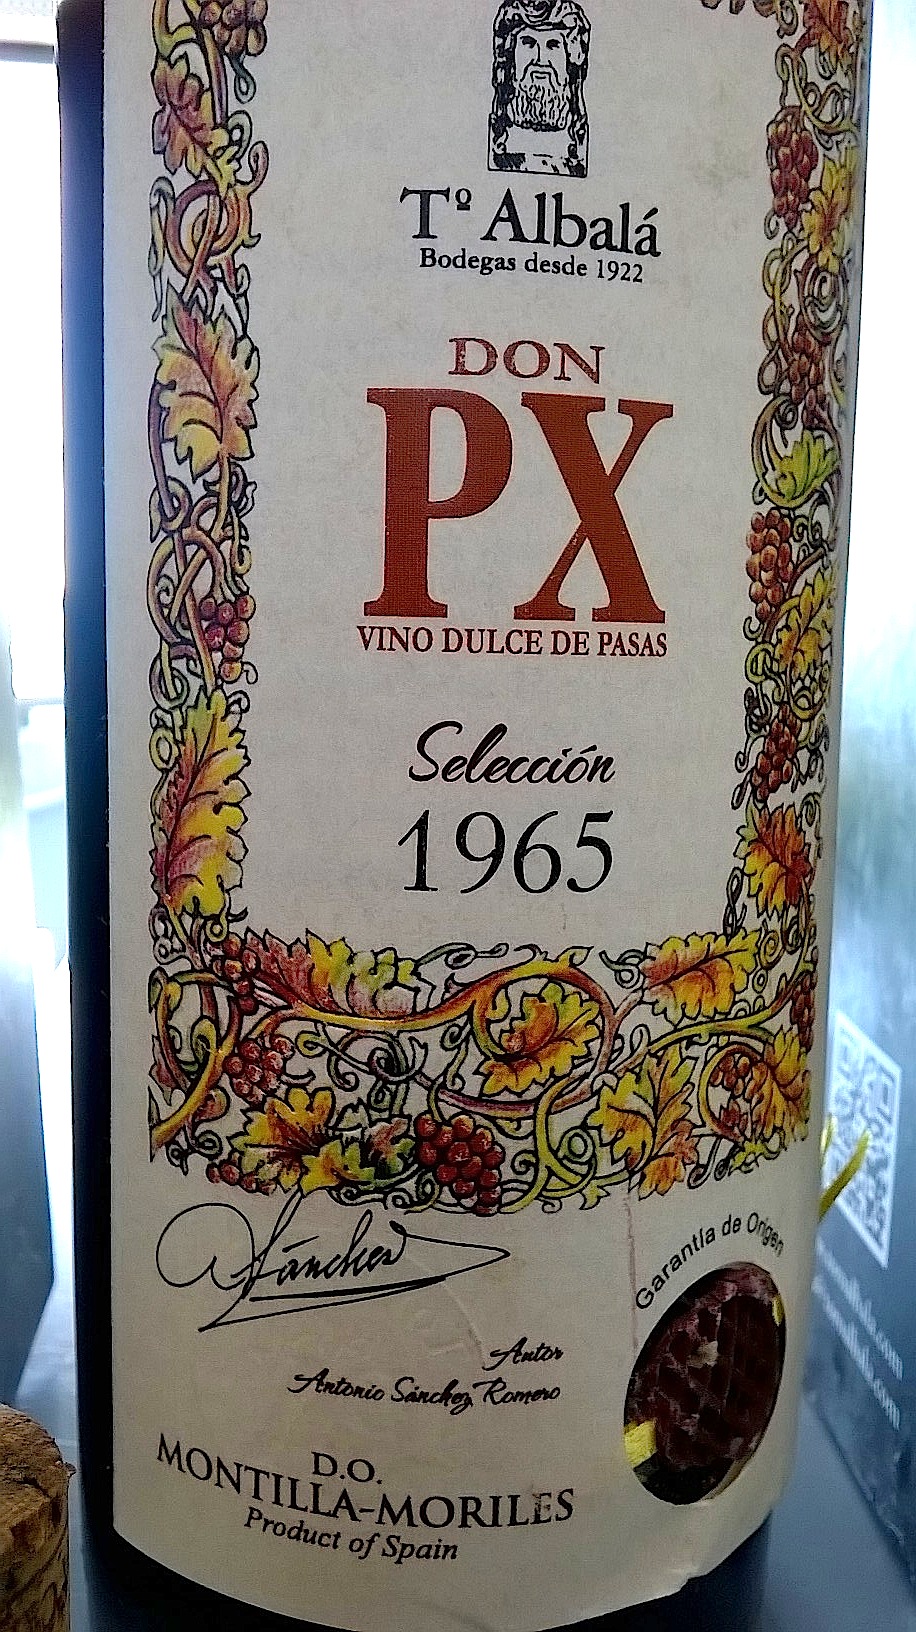 Tº Albalá
Bodegas desde 1922
DON
PX
VINO DULCE DE PASAS
Selección
1965
Sánchez
Garantía de Origen
Autor
Antonio Sánchez Romero
D.O.
MONTILLA-MORILES
Product of Spain